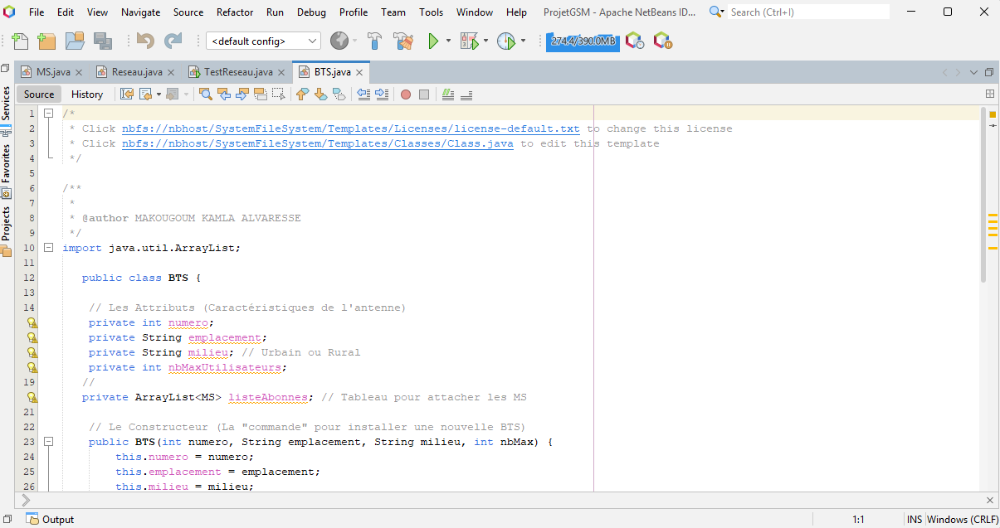 File Edit View Navigate Source Refactor Run Debug Profile Team Tools Window Help ProjetGSM - Apache NetBeans ID... Search (Ctrl+I)
<default config> 274.4/390.0MB
MS.java Reseau.java TestReseau.java BTS.java
Source History
Services
Favorites
Projects
1 /*
2 * Click nbfs://nbhost/SystemFileSystem/Templates/Licenses/license-default.txt to change this license
3 * Click nbfs://nbhost/SystemFileSystem/Templates/Classes/Class.java to edit this template
4 */
5
6 /**
7 *
8 * @author MAKOUGOUM KAMLA ALVARESSE
9 */
10 import java.util.ArrayList;
11
12 public class BTS {
13
14 // Les Attributs (Caractéristiques de l'antenne)
private int numero;
private String emplacement;
private String milieu; // Urbain ou Rural
private int nbMaxUtilisateurs;
19 //
private ArrayList<MS> listeAbonnes; // Tableau pour attacher les MS
21
22 // Le Constructeur (La "commande" pour installer une nouvelle BTS)
23 public BTS(int numero, String emplacement, String milieu, int nbMax) {
24 this.numero = numero;
25 this.emplacement = emplacement;
26 this.milieu = milieu;
Output 1:1 INS Windows (CRLF)